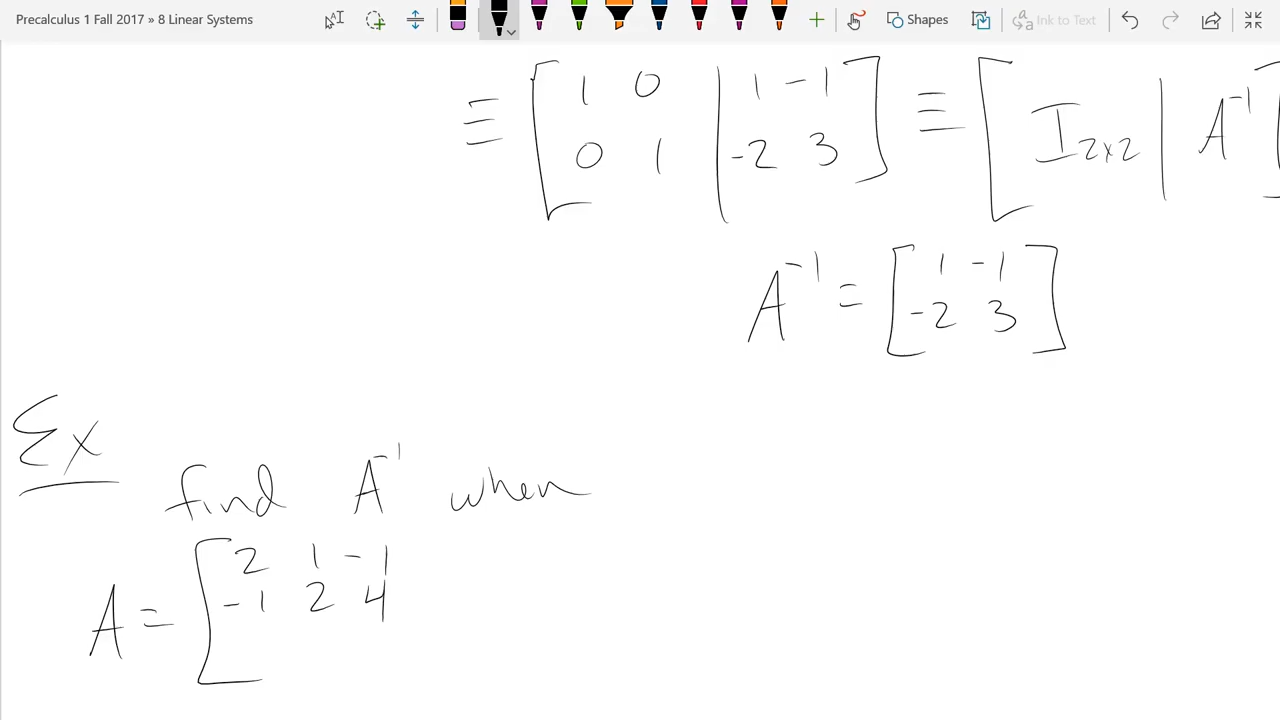 Precalculus 1 Fall 2017 » 8 Linear Systems
Shapes
Ink to Text
≡ [ 1 0 | 1 -1 ] ≡ [ I2x2 | A^-1 ]
[ 0 1 | -2 3 ]
A^-1 = [ 1 -1 ]
[ -2 3 ]
Ex
find A^-1 when
A = [ 2 1 -1
-1 2 4